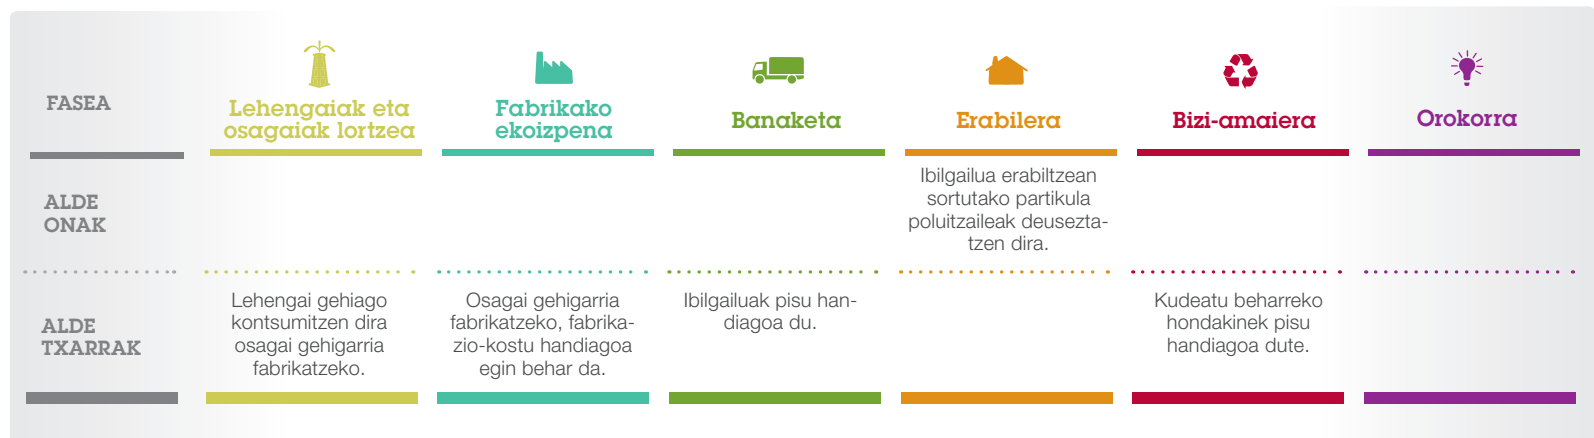 FASEA
Lehengaiak eta
osagaiak lortzea
Fabrikako
ekoizpena
Banaketa
Erabilera
Bizi-amaiera
Orokorra
ALDE
ONAK
Ibilgailua erabiltzean
sortutako partikula
poluitzaileak deusezta-
tzen dira.
ALDE
TXARRAK
Lehengai gehiago
kontsumitzen dira
osagai gehigarria
fabrikatzeko.
Osagai gehigarria
fabrikatzeko, fabrika-
zio-kostu handiagoa
egin behar da.
Ibilgailuak pisu han-
diagoa du.
Kudeatu beharreko
hondakinek pisu
handiagoa dute.